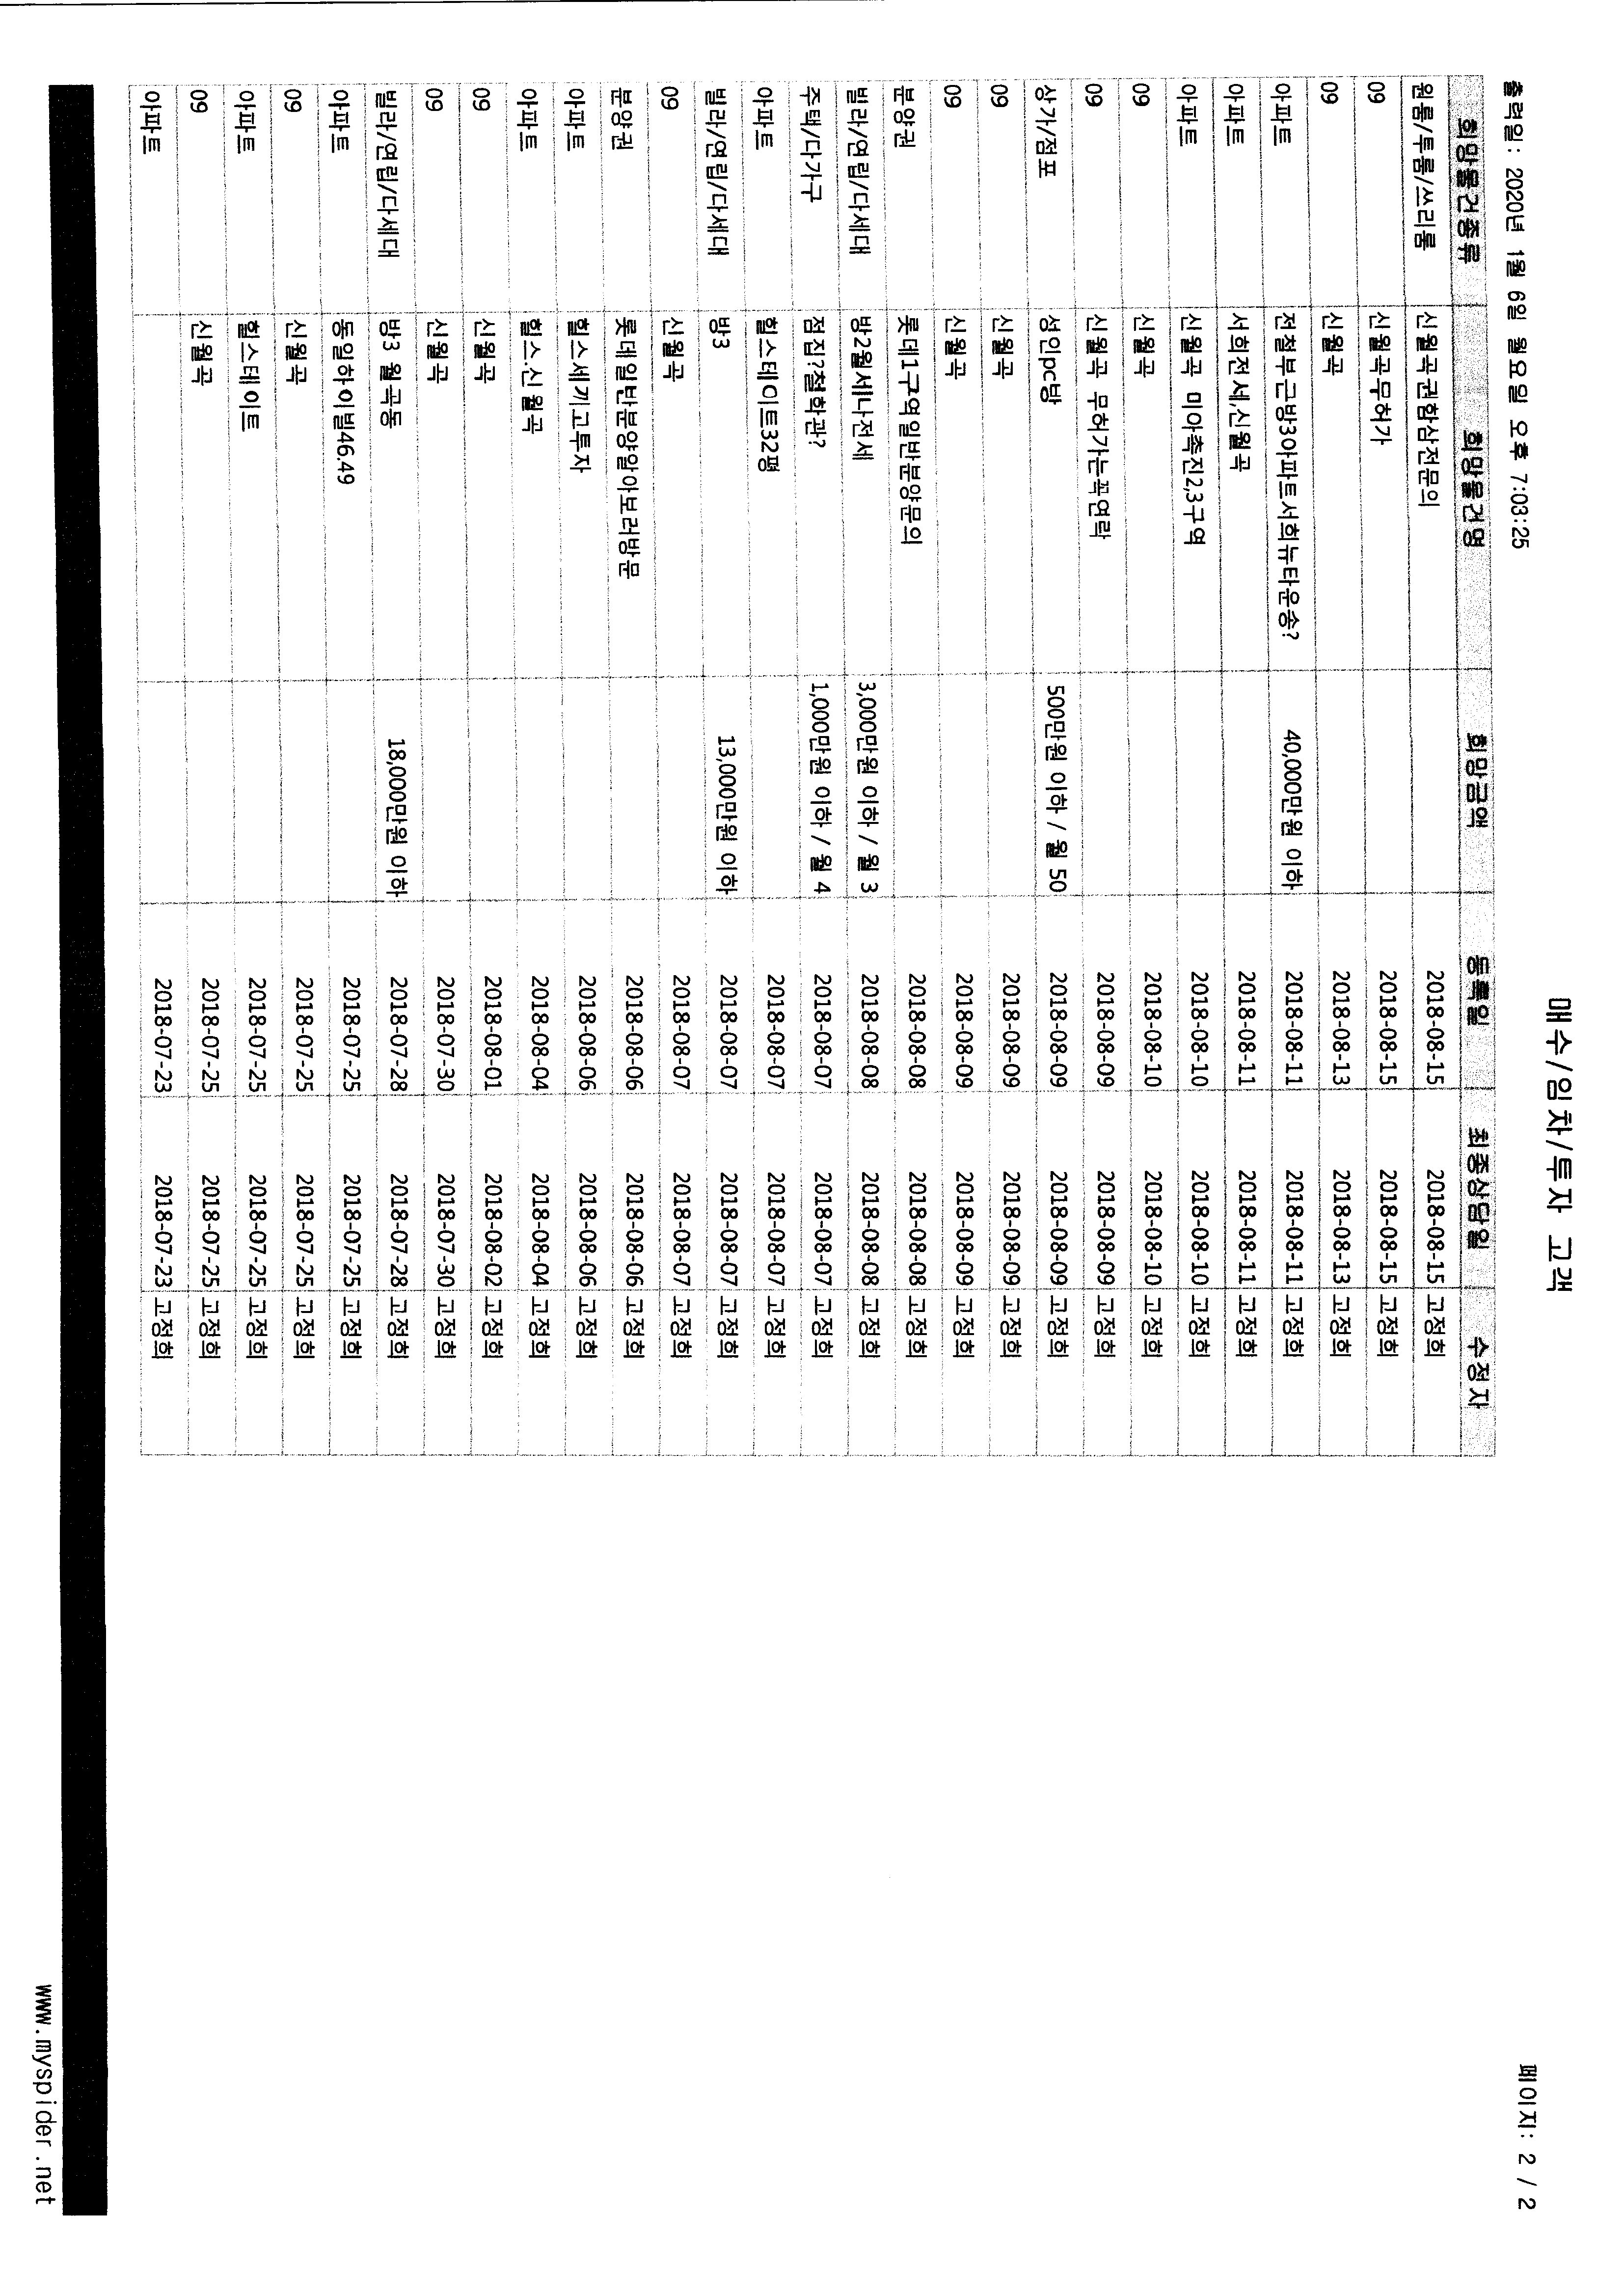 매수/임차/투자 고객
출력일: 2020년 1월 6일 월요일 오후 7:03:25
페이지: 2 / 2
희망물건종류 희망물건명 희망금액 등록일 최종상담일 수정자
원룸/투룸/쓰리룸 신월곡권함삼전문의 2018-08-15 2018-08-15 고정희
09 신월곡무허가 2018-08-15 2018-08-15 고정희
09 신월곡 2018-08-13 2018-08-13 고정희
아파트 전철부근방3아파트서희뉴타운송? 40,000만원 이하 2018-08-11 2018-08-11 고정희
아파트 서희전세,신월곡 2018-08-11 2018-08-11 고정희
아파트 신월곡 미아촉진2,3구역 2018-08-10 2018-08-10 고정희
09 신월곡 2018-08-10 2018-08-10 고정희
09 신월곡 무허가는꼭연락 2018-08-09 2018-08-09 고정희
상가/점포 성인pc방 500만원 이하 / 월 50 2018-08-09 2018-08-09 고정희
09 신월곡 2018-08-09 2018-08-09 고정희
09 신월곡 2018-08-09 2018-08-09 고정희
분양권 롯데1구역일반분양문의 2018-08-08 2018-08-08 고정희
빌라/연립/다세대 방2월세나전세 3,000만원 이하 / 월 3 2018-08-08 2018-08-08 고정희
주택/다가구 점집?철학관? 1,000만원 이하 / 월 4 2018-08-07 2018-08-07 고정희
아파트 힐스테이트32평 2018-08-07 2018-08-07 고정희
빌라/연립/다세대 방3 13,000만원 이하 2018-08-07 2018-08-07 고정희
09 신월곡 2018-08-07 2018-08-07 고정희
분양권 롯데일반분양알아보러방문 2018-08-06 2018-08-06 고정희
아파트 힐스세끼고투자 2018-08-06 2018-08-06 고정희
아파트 힐스.신월곡 2018-08-04 2018-08-04 고정희
09 신월곡 2018-08-01 2018-08-02 고정희
09 신월곡 2018-07-30 2018-07-30 고정희
빌라/연립/다세대 방3 월곡동 18,000만원 이하 2018-07-28 2018-07-28 고정희
아파트 동일하이빌46.49 2018-07-25 2018-07-25 고정희
09 신월곡 2018-07-25 2018-07-25 고정희
아파트 힐스테이트 2018-07-25 2018-07-25 고정희
09 신월곡 2018-07-25 2018-07-25 고정희
아파트 2018-07-23 2018-07-23 고정희
www.myspider.net